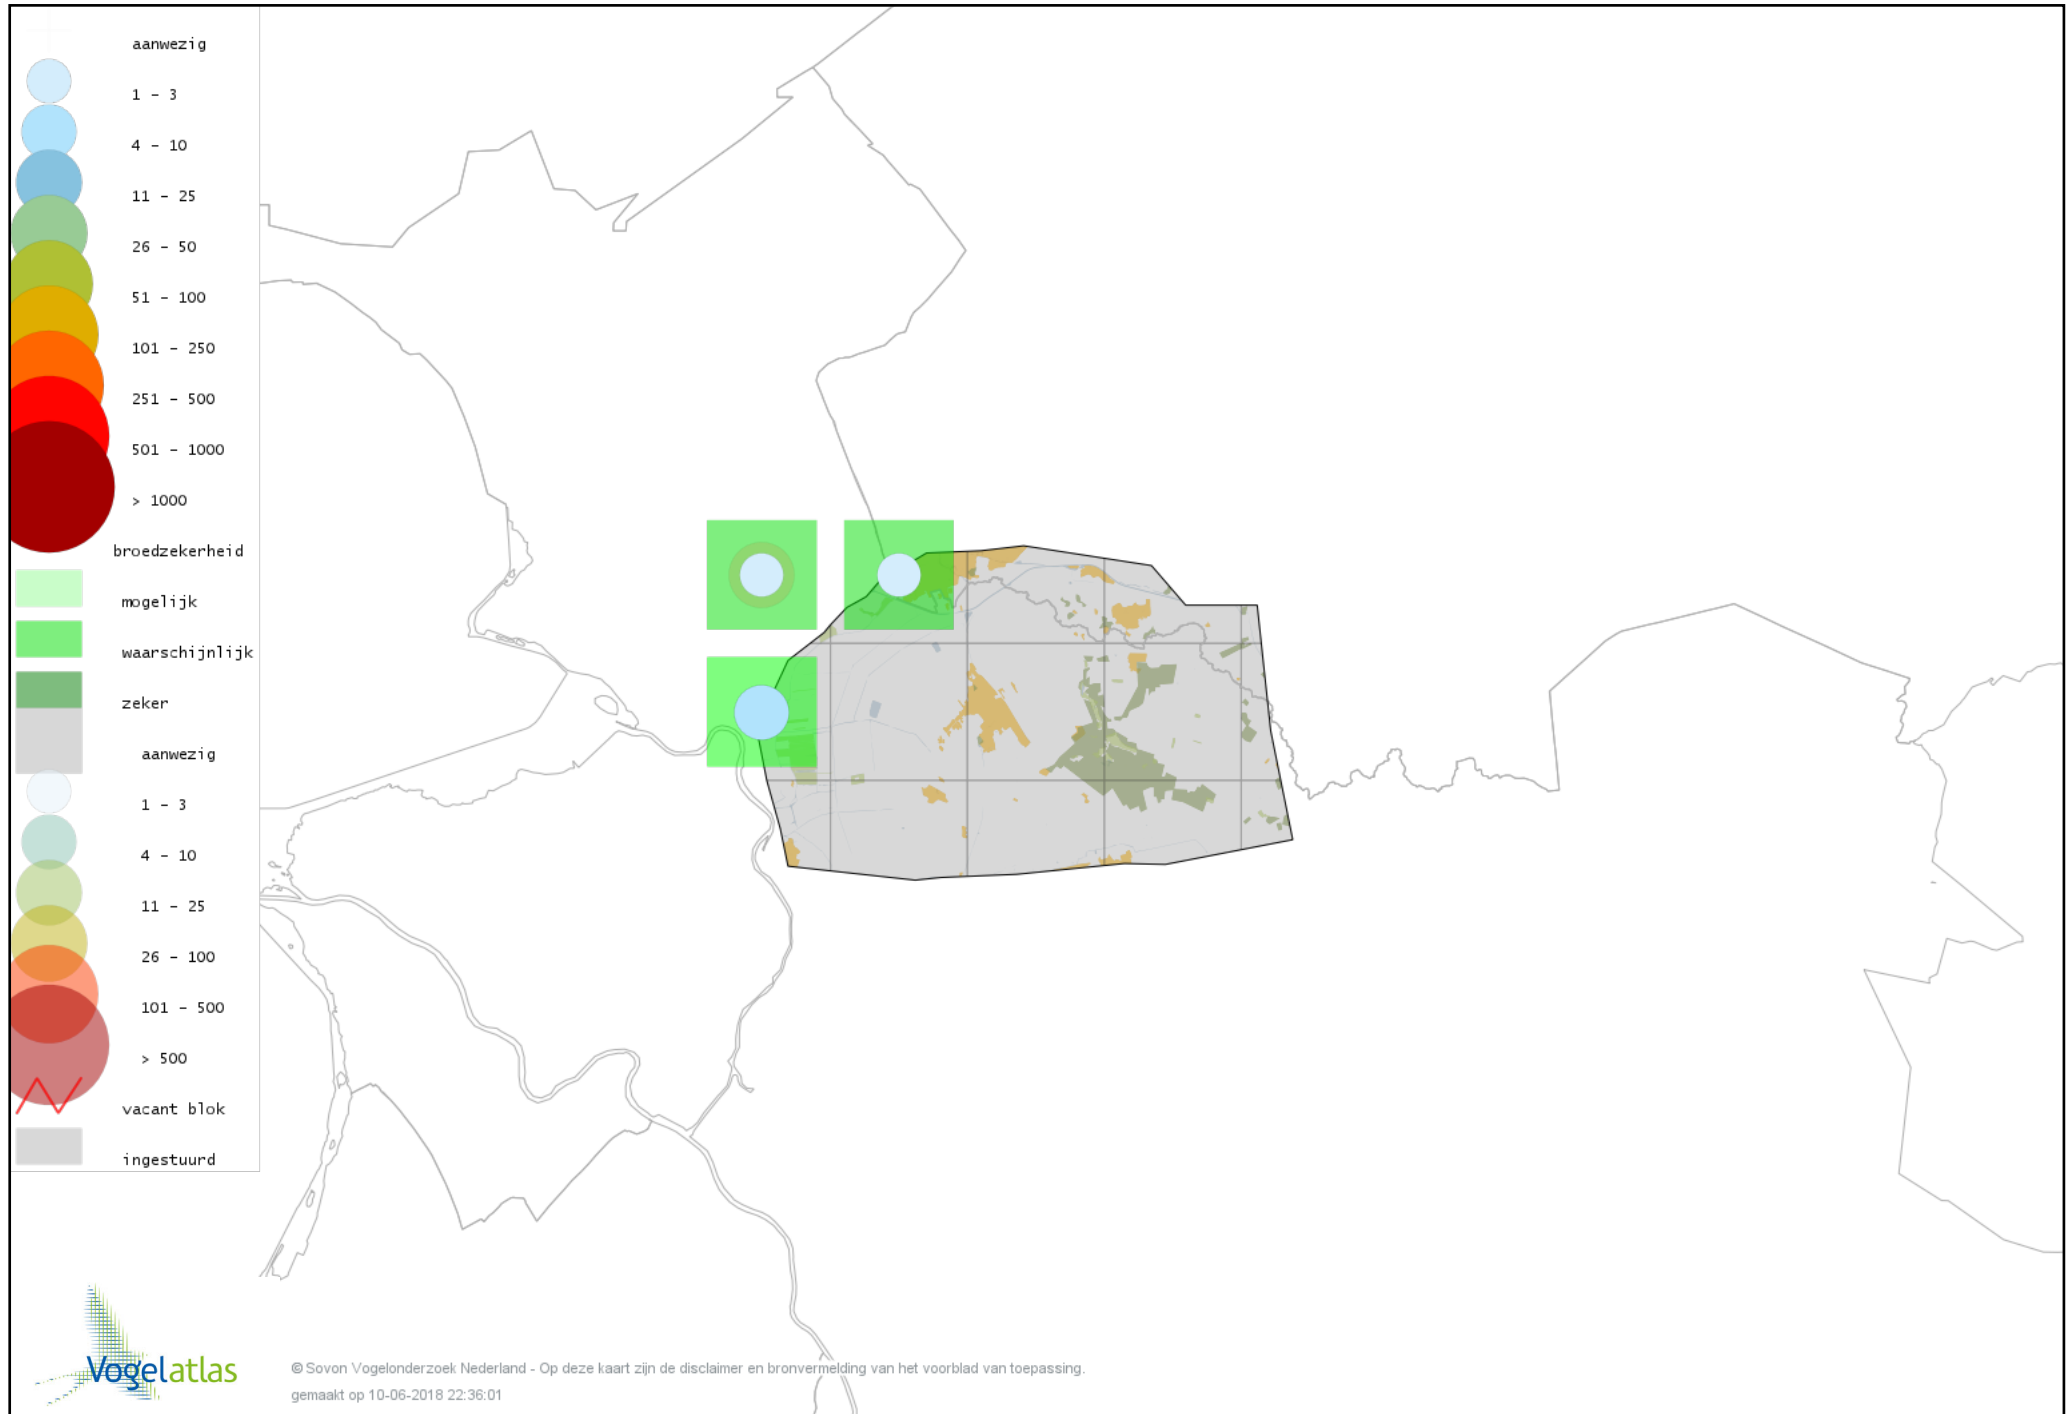 aanwezig
1 - 3
4 - 10
11 - 25
26 - 50
51 - 100
101 - 250
251 - 500
501 - 1000
> 1000
broedzekerheid
mogelijk
waarschijnlijk
zeker
aanwezig
1 - 3
4 - 10
11 - 25
26 - 100
101 - 500
> 500
vacant blok
ingestuurd
Vogelatlas
© Sovon Vogelonderzoek Nederland - Op deze kaart zijn de disclaimer en bronvermelding van het voorblad van toepassing.
gemaakt op 10-06-2018 22:36:01